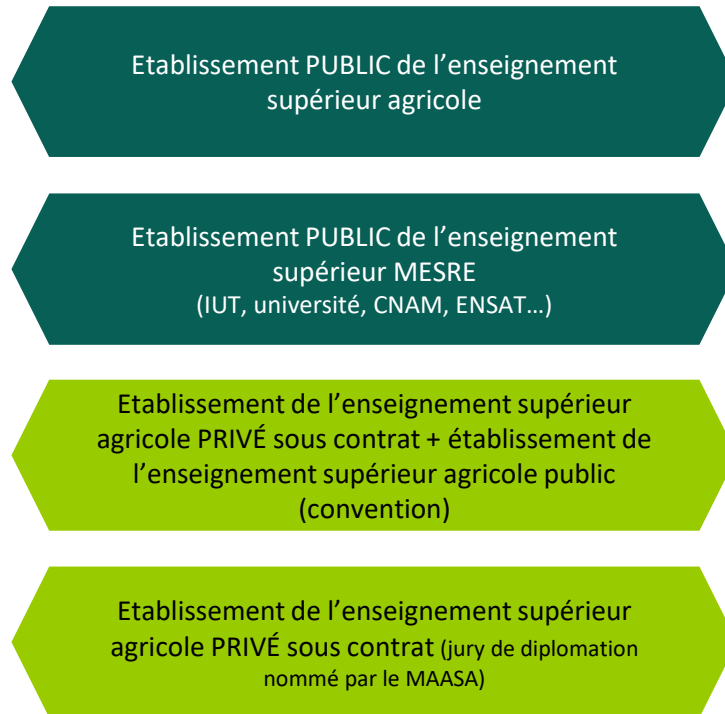 Etablissement PUBLIC de l’enseignement
supérieur agricole
Etablissement PUBLIC de l’enseignement
supérieur MESRE
(IUT, université, CNAM, ENSAT…)
Etablissement de l’enseignement supérieur
agricole PRIVÉ sous contrat + établissement de
l’enseignement supérieur agricole public
(convention)
Etablissement de l’enseignement supérieur
agricole PRIVÉ sous contrat (jury de diplomation
nommé par le MAASA)